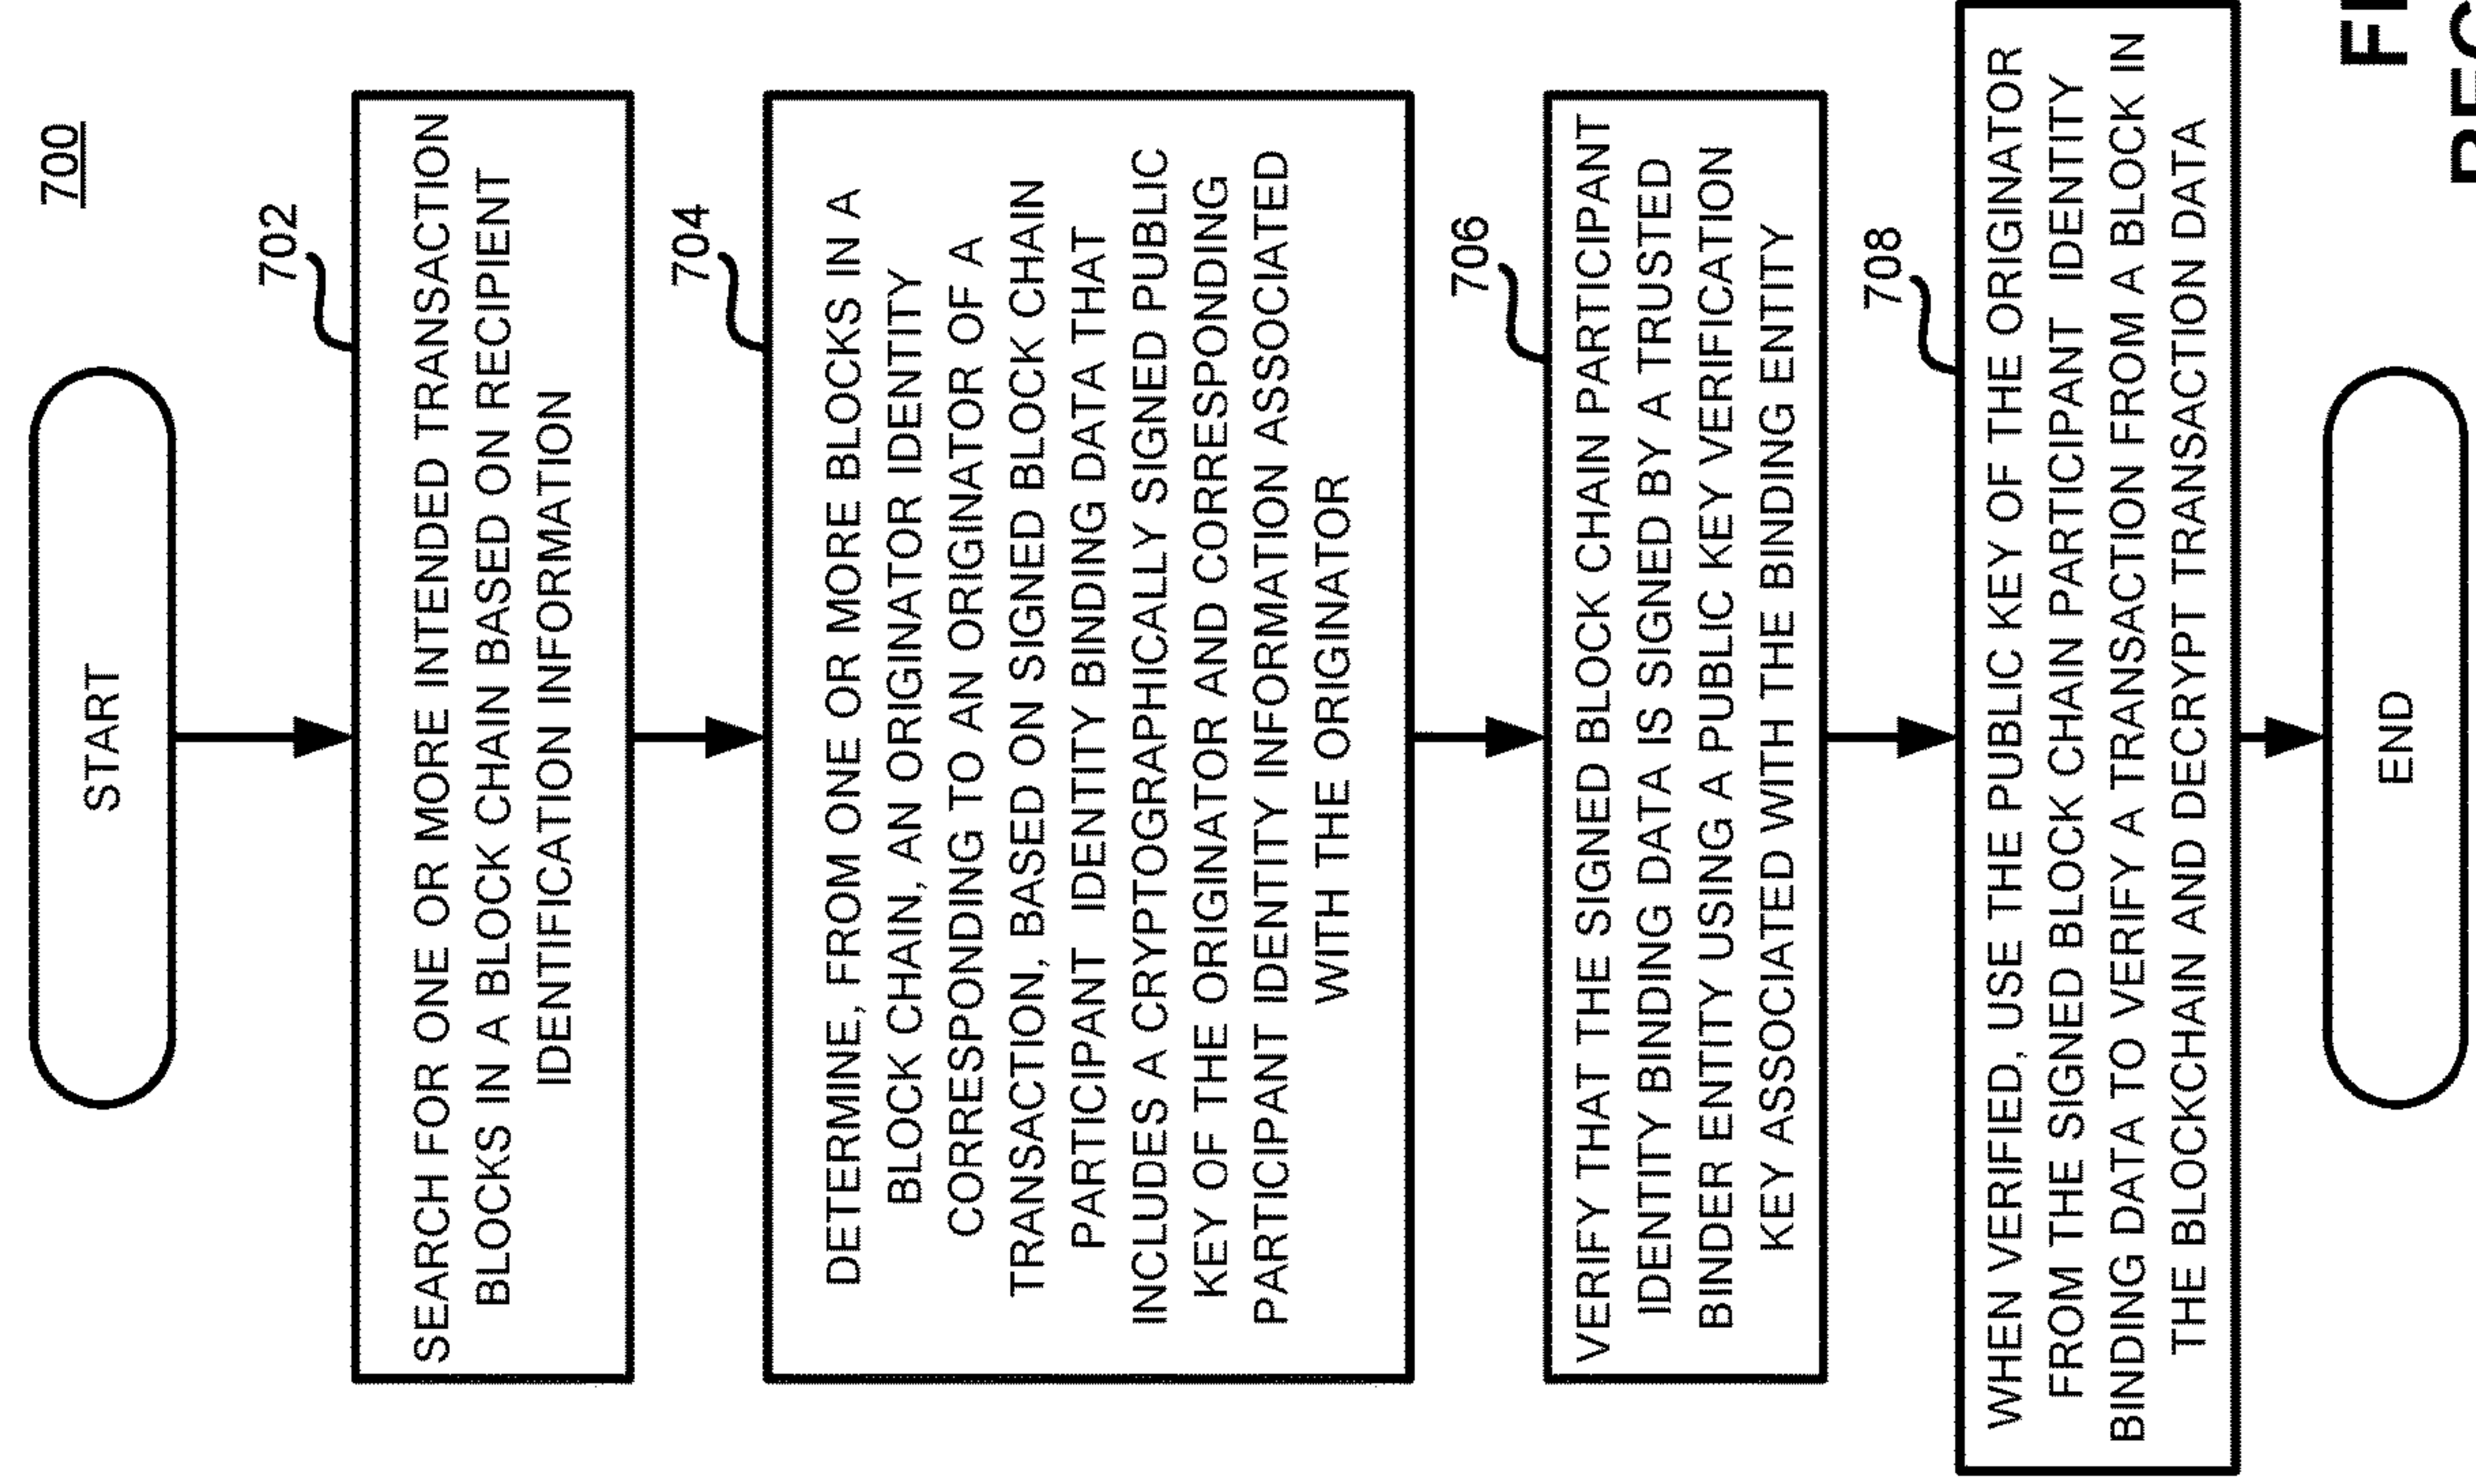 700
START
702
SEARCH FOR ONE OR MORE INTENDED TRANSACTION
BLOCKS IN A BLOCK CHAIN BASED ON RECIPIENT
IDENTIFICATION INFORMATION
704
DETERMINE, FROM ONE OR MORE BLOCKS IN A
BLOCK CHAIN, AN ORIGINATOR IDENTITY
CORRESPONDING TO AN ORIGINATOR OF A
TRANSACTION, BASED ON SIGNED BLOCK CHAIN
PARTICIPANT IDENTITY BINDING DATA THAT
INCLUDES A CRYPTOGRAPHICALLY SIGNED PUBLIC
KEY OF THE ORIGINATOR AND CORRESPONDING
PARTICIPANT IDENTITY INFORMATION ASSOCIATED
WITH THE ORIGINATOR
706
VERIFY THAT THE SIGNED BLOCK CHAIN PARTICIPANT
IDENTITY BINDING DATA IS SIGNED BY A TRUSTED
BINDER ENTITY USING A PUBLIC KEY VERIFICATION
KEY ASSOCIATED WITH THE BINDING ENTITY
708
WHEN VERIFIED, USE THE PUBLIC KEY OF THE ORIGINATOR
FROM THE SIGNED BLOCK CHAIN PARTICIPANT IDENTITY
BINDING DATA TO VERIFY A TRANSACTION FROM A BLOCK IN
THE BLOCKCHAIN AND DECRYPT TRANSACTION DATA
END